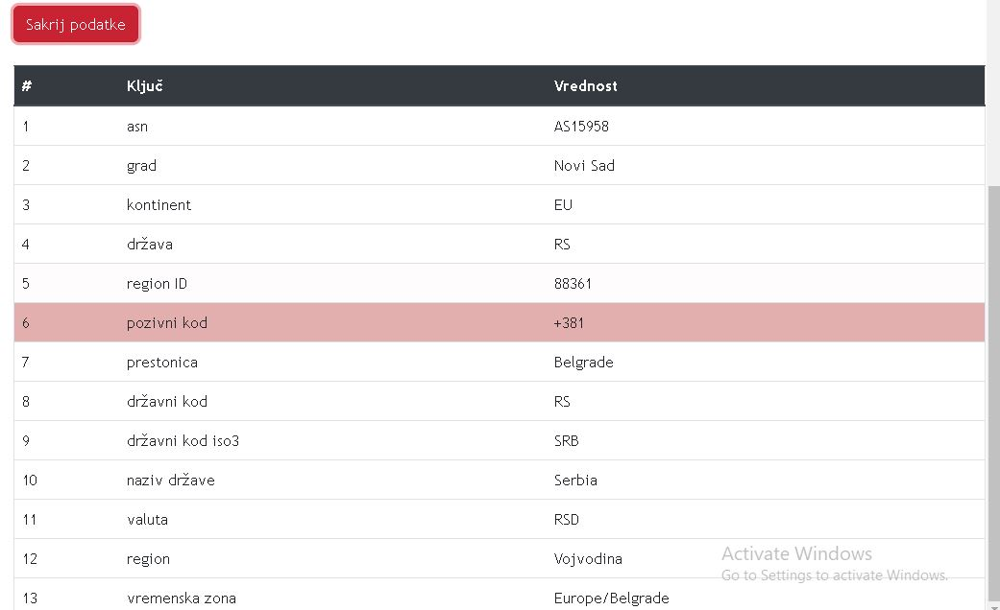 Sakrij podatke
# Ključ Vrednost
1 asn AS15958
2 grad Novi Sad
3 kontinent EU
4 država RS
5 region ID 88361
6 pozivni kod +381
7 prestonica Belgrade
8 državni kod RS
9 državni kod iso3 SRB
10 naziv države Serbia
11 valuta RSD
12 region Vojvodina
Activate Windows
Go to Settings to activate Windows.
13 vremenska zona Europe/Belgrade